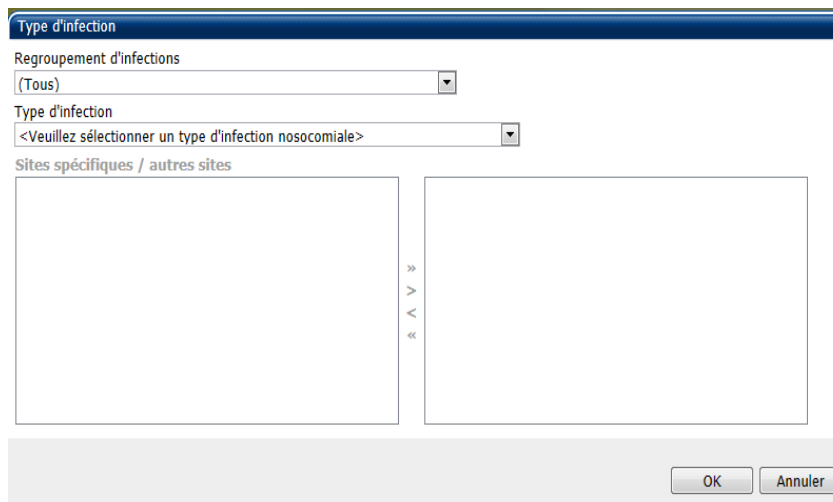 Type d'infection
Regroupement d'infections
(Tous)
Type d'infection
<Veuillez sélectionner un type d'infection nosocomiale>
Sites spécifiques / autres sites
»
>
<
«
OK Annuler